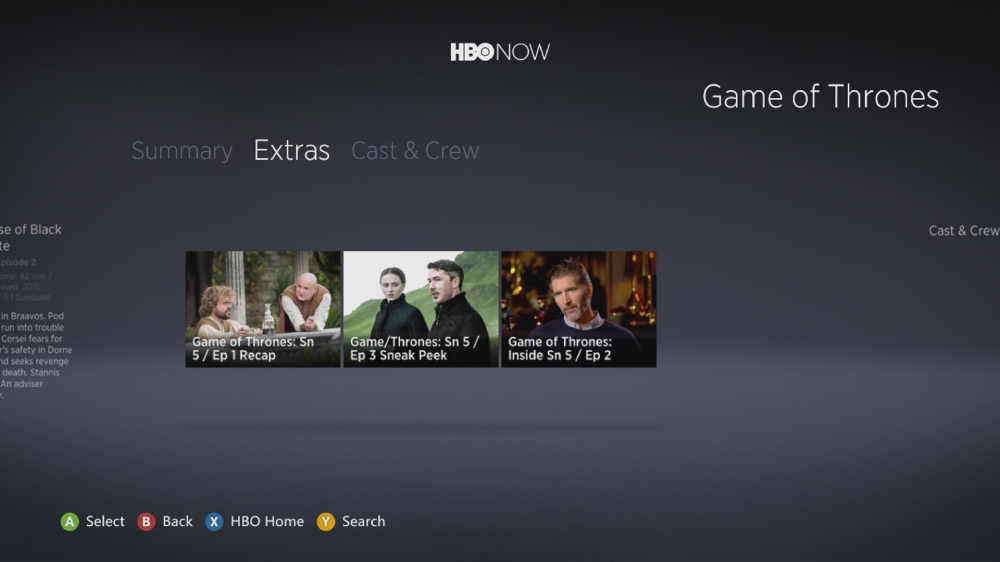 HBO NOW
Game of Thrones
Summary Extras Cast & Crew
se of Black
te
pisode 2
time: 62 min /
ased: 2015
/ 5.1 Surround
in Braavos. Pod
run into trouble
Cersei fears for
r's safety in Dorne
nd seeks revenge
death. Stannis
An adviser
Cast & Crew
Game of Thrones: Sn
5 / Ep 1 Recap
Game/Thrones: Sn 5 /
Ep 3 Sneak Peek
Game of Thrones:
Inside Sn 5 / Ep 2
A Select B Back X HBO Home Y Search